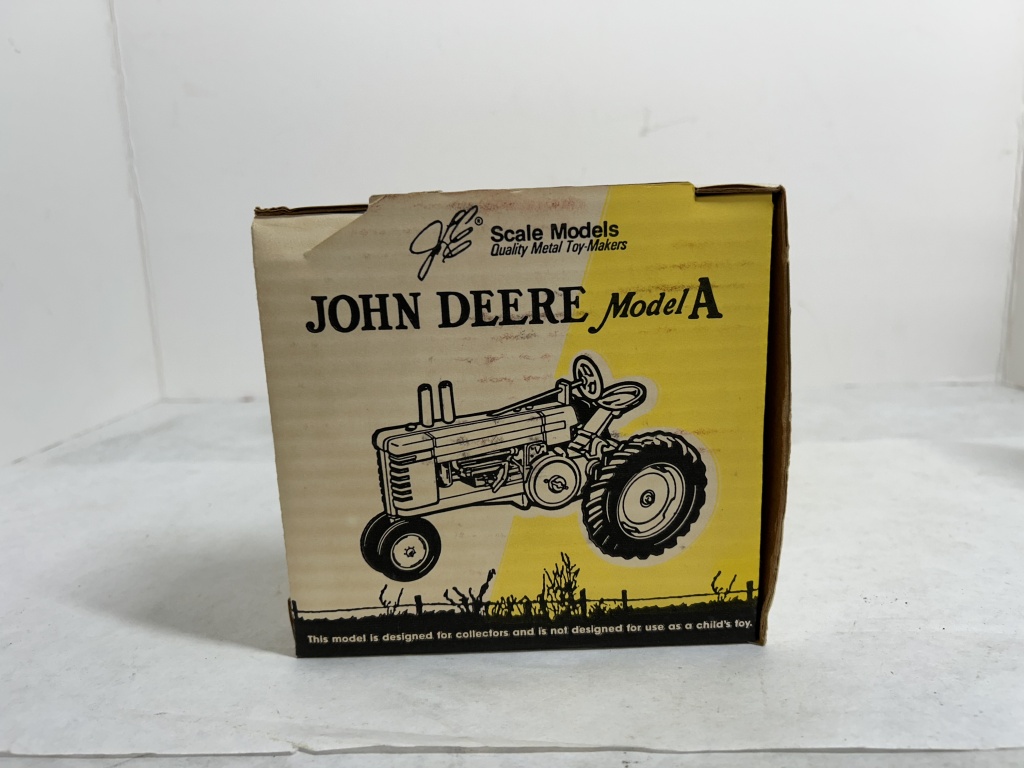 JLE® Scale Models
Quality Metal Toy-Makers
JOHN DEERE Model A
This model is designed for collectors and is not designed for use as a child's toy.